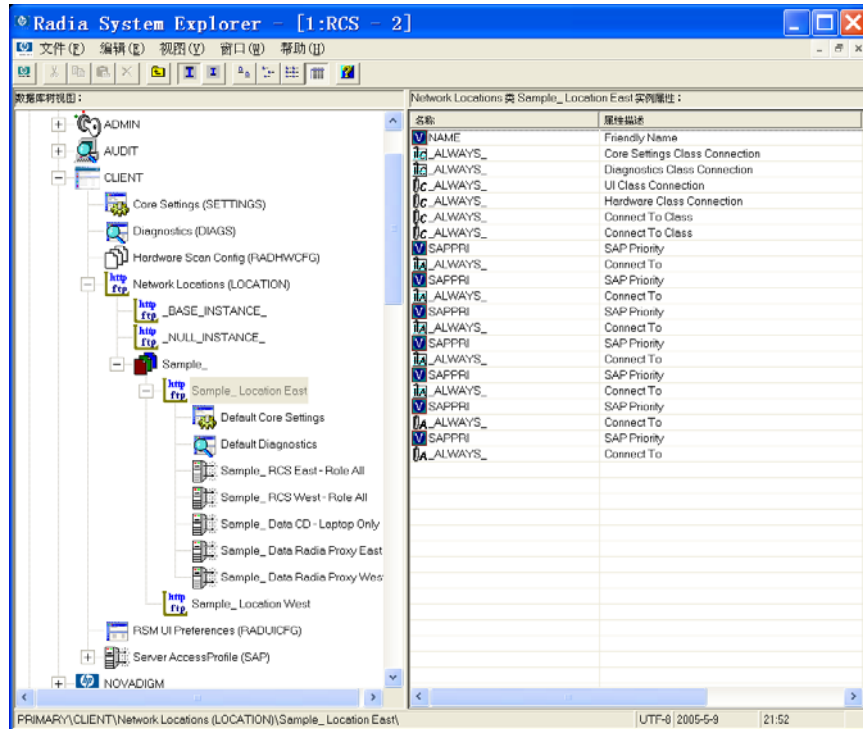 Radia System Explorer - [1:RCS - 2]
文件(F) 编辑(E) 视图(V) 窗口(W) 帮助(H)
数据库树视图：
ADMIN
AUDIT
CLIENT
Core Settings (SETTINGS)
Diagnostics (DIAGS)
Hardware Scan Config (RADHWCFG)
Network Locations (LOCATION)
_BASE_INSTANCE_
_NULL_INSTANCE_
Sample_
Sample_ Location East
Default Core Settings
Default Diagnostics
Sample_ RCS East - Role All
Sample_ RCS West - Role All
Sample_ Data CD - Laptop Only
Sample_ Data Radia Proxy East
Sample_ Data Radia Proxy Wes
Sample_ Location West
RSM UI Preferences (RADUICFG)
Server AccessProfile (SAP)
NOVADIGM
Network Locations 类 Sample_ Location East 实例属性：
名称 属性描述
NAME Friendly Name
_ALWAYS_ Core Settings Class Connection
_ALWAYS_ Diagnostics Class Connection
_ALWAYS_ UI Class Connection
_ALWAYS_ Hardware Class Connection
_ALWAYS_ Connect To Class
_ALWAYS_ Connect To Class
SAPPRI SAP Priority
_ALWAYS_ Connect To
SAPPRI SAP Priority
_ALWAYS_ Connect To
SAPPRI SAP Priority
_ALWAYS_ Connect To
SAPPRI SAP Priority
_ALWAYS_ Connect To
SAPPRI SAP Priority
_ALWAYS_ Connect To
SAPPRI SAP Priority
_ALWAYS_ Connect To
SAPPRI SAP Priority
_ALWAYS_ Connect To
PRIMARY\CLIENT\Network Locations (LOCATION)\Sample_ Location East\ UTF-8 2005-5-9 21:52